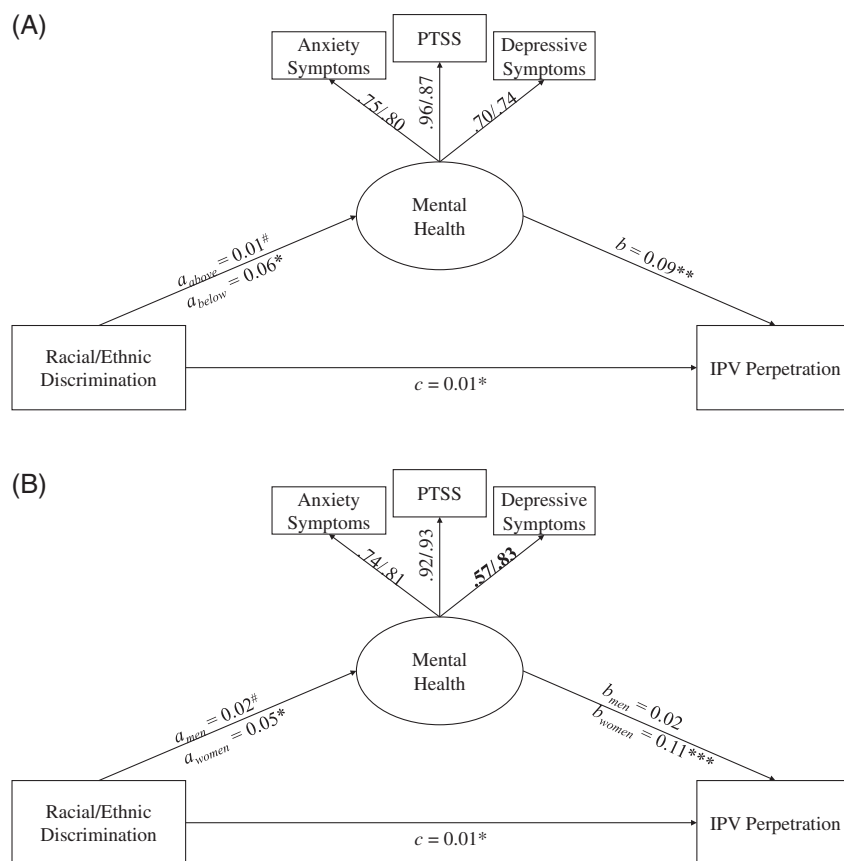 (A)
Anxiety
Symptoms
PTSS
Depressive
Symptoms
.75/.80
.96/.87
.70/.74
Mental
Health
a_above = 0.01#
a_below = 0.06*
b = 0.09**
Racial/Ethnic
Discrimination
c = 0.01*
IPV Perpetration
(B)
Anxiety
Symptoms
PTSS
Depressive
Symptoms
.74/.81
.92/.93
.57/.83
Mental
Health
a_men = 0.02#
a_women = 0.05*
b_men = 0.02
b_women = 0.11***
Racial/Ethnic
Discrimination
c = 0.01*
IPV Perpetration